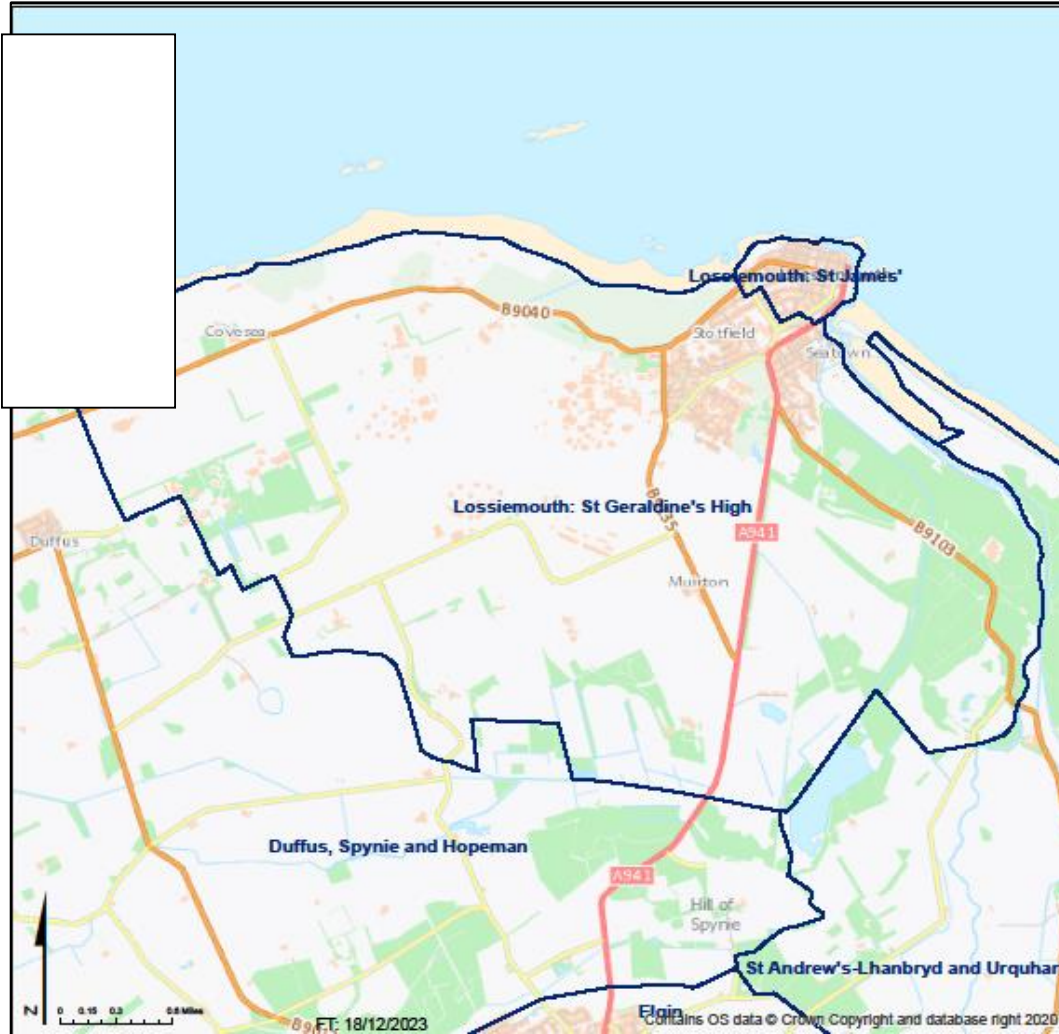 Lossiemouth: St James'
B9040
Covesea
Stotfield
Seatown
Lossiemouth: St Geraldine's High
B9135
A941
B9103
Duffus
Muirton
Duffus, Spynie and Hopeman
A941
Hill of
Spynie
St Andrew's-Lhanbryd and Urquhar
Elgin
N
0 0.15 0.3 0.6 Miles
F.T: 18/12/2023
Contains OS data © Crown Copyright and database right 2020